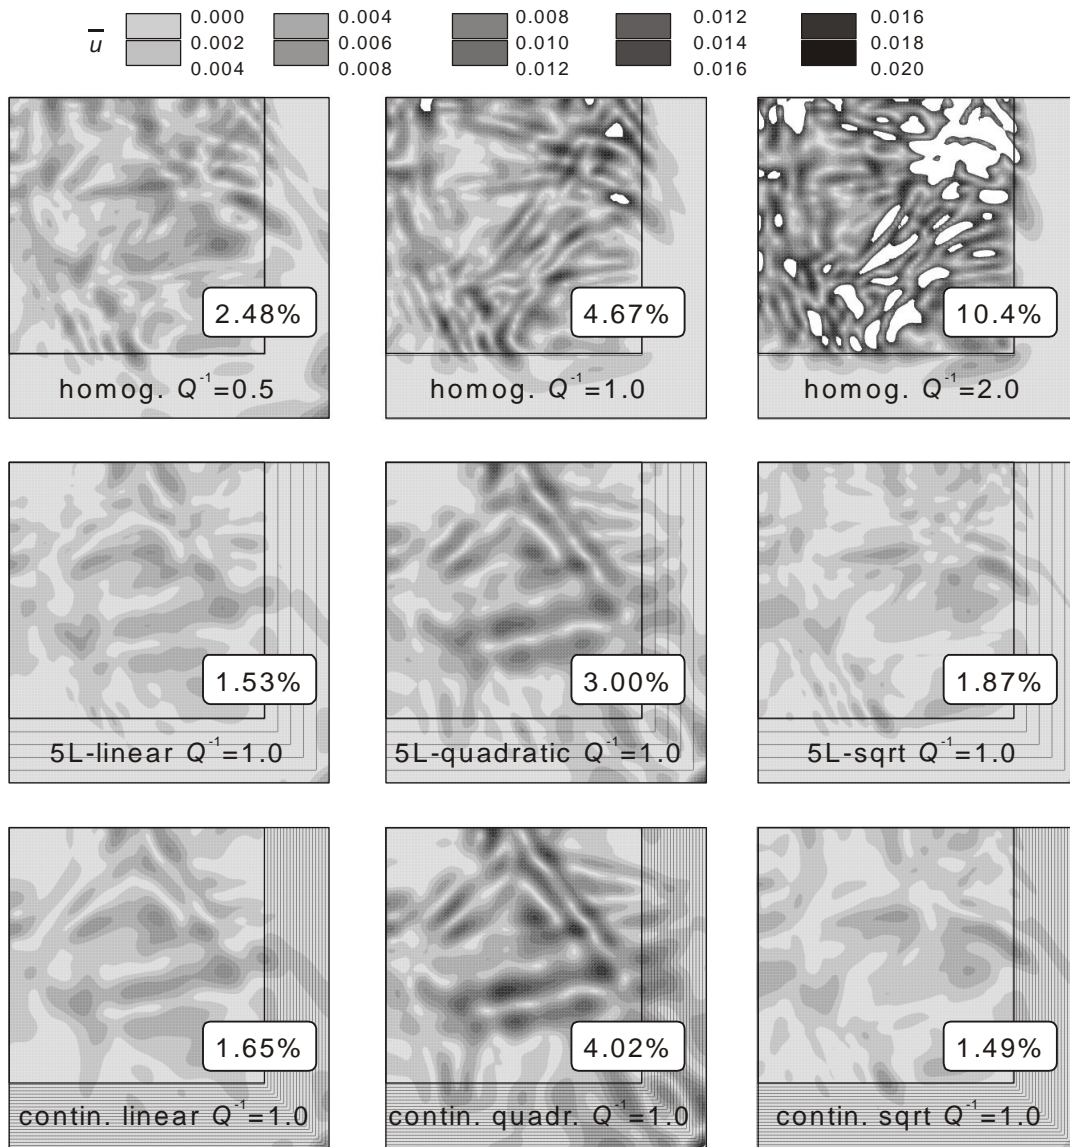 0.000 0.004 0.008 0.012 0.016
u̅ 0.002 0.006 0.010 0.014 0.018
0.004 0.008 0.012 0.016 0.020
2.48% 4.67% 10.4%
homog. Q⁻¹=0.5 homog. Q⁻¹=1.0 homog. Q⁻¹=2.0
1.53% 3.00% 1.87%
5L-linear Q⁻¹=1.0 5L-quadratic Q⁻¹=1.0 5L-sqrt Q⁻¹=1.0
1.65% 4.02% 1.49%
contin. linear Q⁻¹=1.0 contin. quadr. Q⁻¹=1.0 contin. sqrt Q⁻¹=1.0